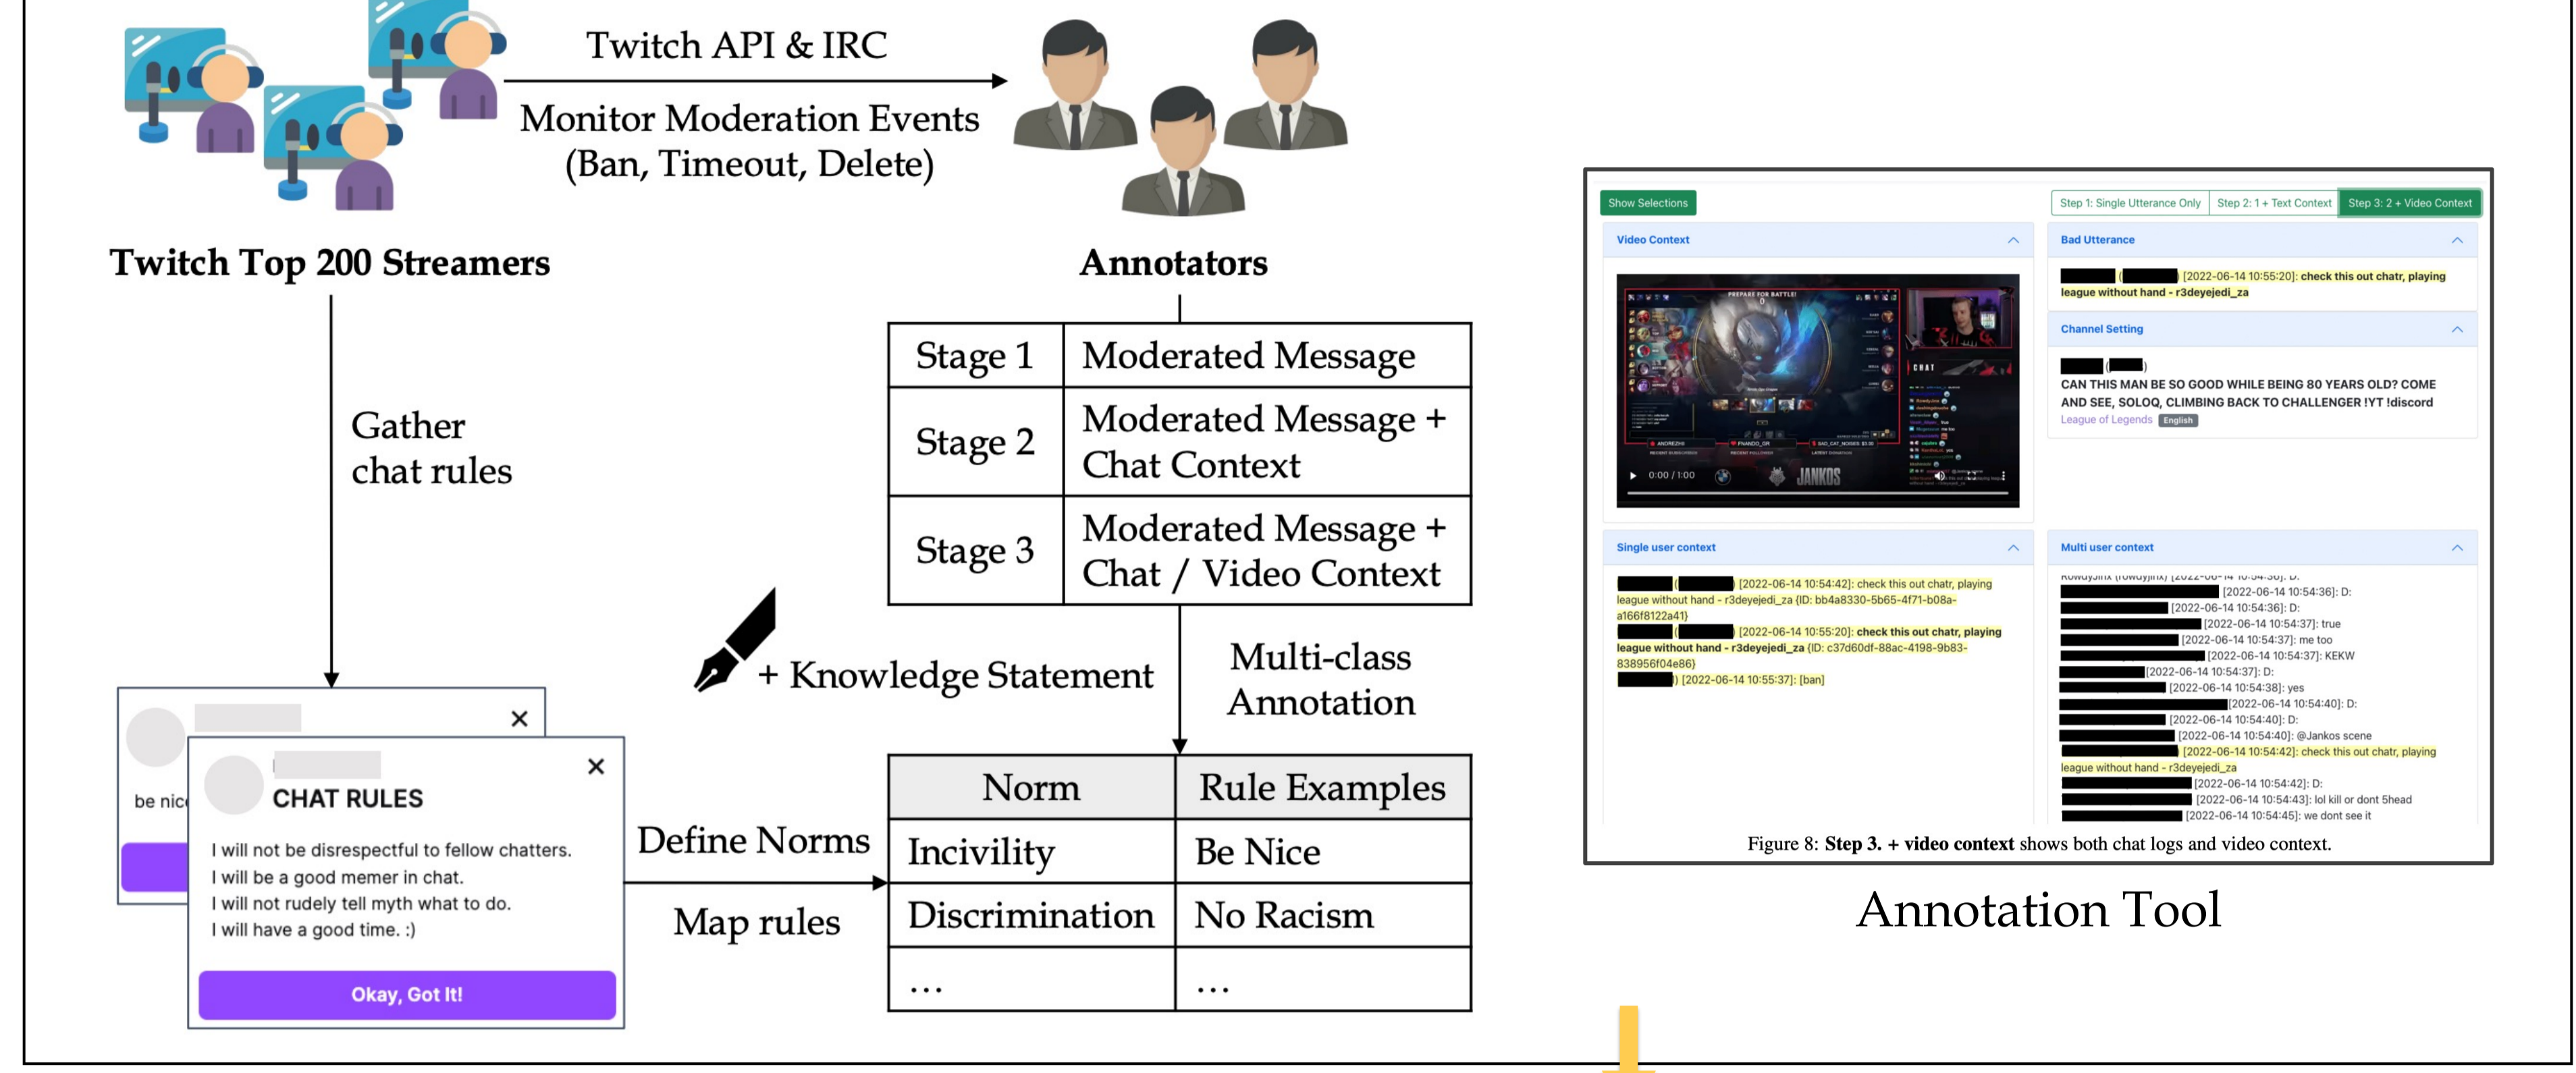 Twitch API & IRC
Monitor Moderation Events
(Ban, Timeout, Delete)
Twitch Top 200 Streamers
Annotators
Gather
chat rules
Stage 1
Moderated Message
Stage 2
Moderated Message +
Chat Context
Stage 3
Moderated Message +
Chat / Video Context
+ Knowledge Statement
Multi-class
Annotation
be nic
CHAT RULES
I will not be disrespectful to fellow chatters.
I will be a good memer in chat.
I will not rudely tell myth what to do.
I will have a good time. :)
Okay, Got It!
Define Norms
Map rules
Norm
Rule Examples
Incivility
Be Nice
Discrimination
No Racism
...
...
Show Selections
Step 1: Single Utterance Only
Step 2: 1 + Text Context
Step 3: 2 + Video Context
Video Context
PREPARE FOR BATTLE!
CHAT
0:00 / 1:00
JANKOS
Bad Utterance
[2022-06-14 10:55:20]: check this out chatr, playing
league without hand - r3deyejedi_za
Channel Setting
CAN THIS MAN BE SO GOOD WHILE BEING 80 YEARS OLD? COME
AND SEE, SOLOQ, CLIMBING BACK TO CHALLENGER !YT !discord
League of Legends English
Single user context
[2022-06-14 10:54:42]: check this out chatr, playing
league without hand - r3deyejedi_za {ID: bb4a8330-5b65-4f71-b08a-
a166f8122a41}
[2022-06-14 10:55:20]: check this out chatr, playing
league without hand - r3deyejedi_za {ID: c37d60df-88ac-4198-9b83-
838956f04e86}
[2022-06-14 10:55:37]: [ban]
Multi user context
[2022-06-14 10:54:36]: D:
[2022-06-14 10:54:36]: D:
[2022-06-14 10:54:37]: true
[2022-06-14 10:54:37]: me too
[2022-06-14 10:54:37]: KEKW
[2022-06-14 10:54:37]: D:
[2022-06-14 10:54:38]: yes
[2022-06-14 10:54:40]: D:
[2022-06-14 10:54:40]: D:
[2022-06-14 10:54:40]: @Jankos scene
[2022-06-14 10:54:42]: check this out chatr, playing
league without hand - r3deyejedi_za
[2022-06-14 10:54:42]: D:
[2022-06-14 10:54:43]: lol kill or dont 5head
[2022-06-14 10:54:45]: we dont see it
Figure 8: Step 3. + video context shows both chat logs and video context.
Annotation Tool